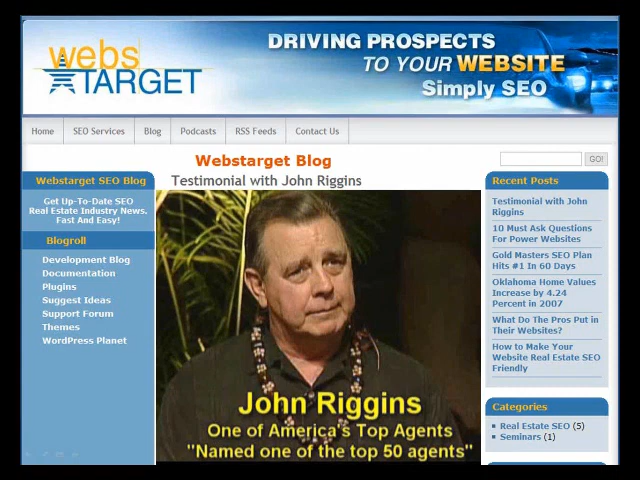 webs
TARGET
DRIVING PROSPECTS
TO YOUR WEBSITE
Simply SEO
Home
SEO Services
Blog
Podcasts
RSS Feeds
Contact Us
Webstarget Blog
GO!
Webstarget SEO Blog
Get Up-To-Date SEO
Real Estate Industry News.
Fast And Easy!
Blogroll
Development Blog
Documentation
Plugins
Suggest Ideas
Support Forum
Themes
WordPress Planet
Testimonial with John Riggins
John Riggins
One of America's Top Agents
"Named one of the top 50 agents"
Recent Posts
Testimonial with John
Riggins
10 Must Ask Questions
For Power Websites
Gold Masters SEO Plan
Hits #1 In 60 Days
Oklahoma Home Values
Increase by 4.24
Percent in 2007
What Do The Pros Put in
Their Websites?
How to Make Your
Website Real Estate SEO
Friendly
Categories
Real Estate SEO (5)
Seminars (1)